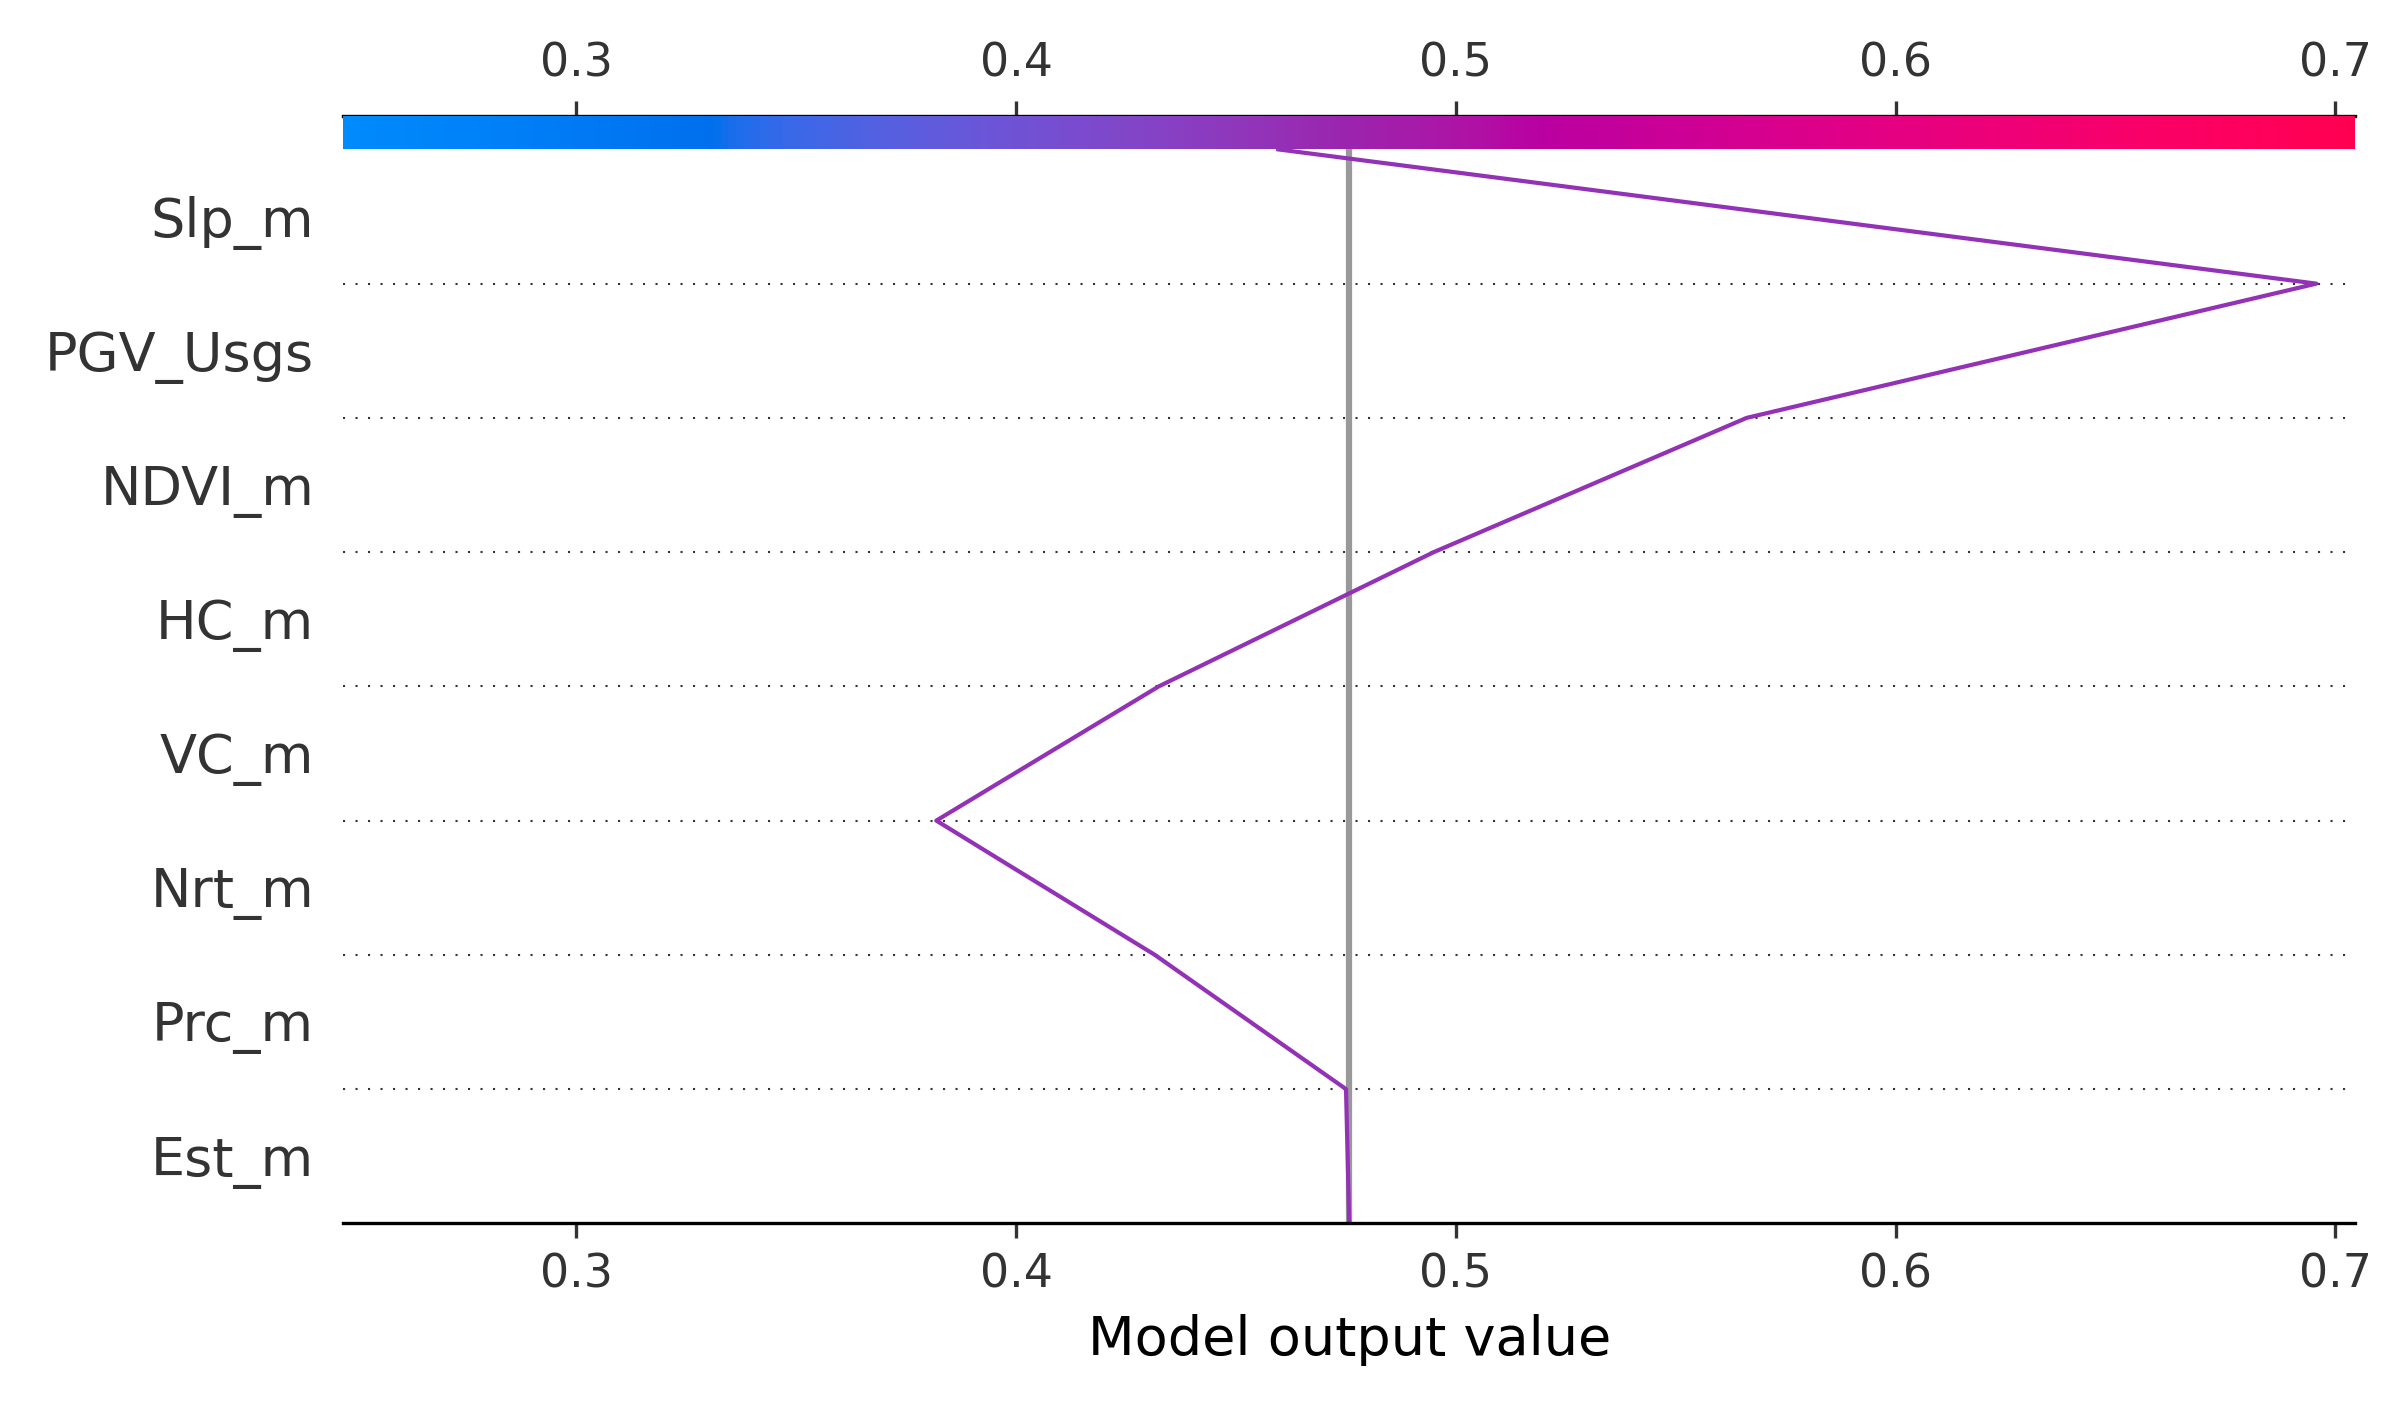 0.3 0.4 0.5 0.6 0.7
Slp_m
PGV_Usgs
NDVI_m
HC_m
VC_m
Nrt_m
Prc_m
Est_m
0.3 0.4 0.5 0.6 0.7
Model output value